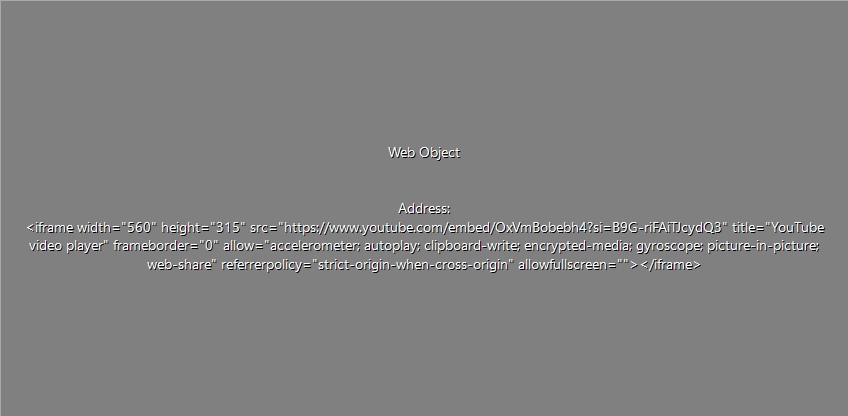 Web Object
Address:
<iframe width="560" height="315" src="https://www.youtube.com/embed/OxVmBobebh4?si=B9G-riFAiTJcydQ3" title="YouTube
video player" frameborder="0" allow="accelerometer; autoplay; clipboard-write; encrypted-media; gyroscope; picture-in-picture;
web-share" referrerpolicy="strict-origin-when-cross-origin" allowfullscreen=""></iframe>